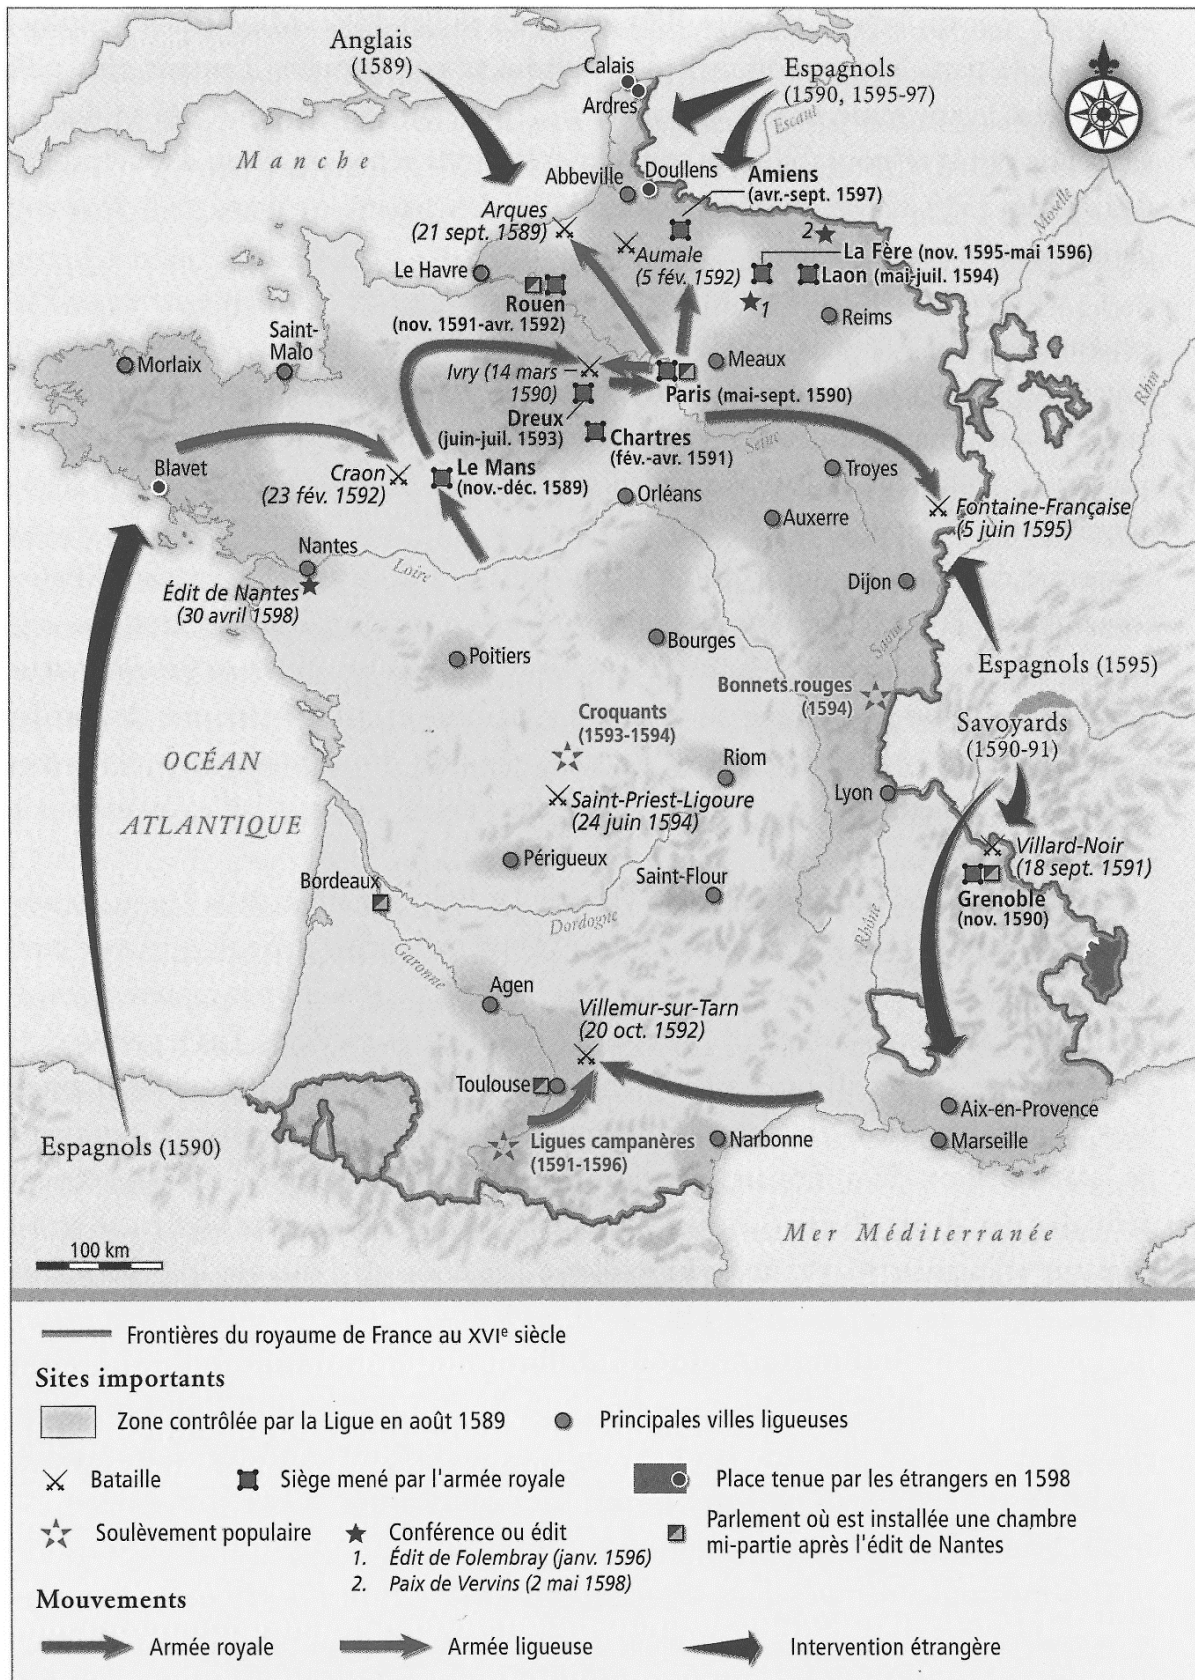 Anglais
(1589)
Calais
Ardres
Espagnols
(1590, 1595-97)
Escaut
Manche
Abbeville
Doullens
Amiens
(avr.-sept. 1597)
Moselle
Arques
(21 sept. 1589)
Aumale
(5 fév. 1592)
2
La Fère (nov. 1595-mai 1596)
Laon (mai-juil. 1594)
Le Havre
Rouen
(nov. 1591-avr. 1592)
1
Reims
Saint-
Malo
Morlaix
Ivry (14 mars
1590)
Meaux
Paris (mai-sept. 1590)
Rhin
Dreux
(juin-juil. 1593)
Chartres
(fév.-avr. 1591)
Seine
Blavet
Craon
(23 fév. 1592)
Le Mans
(nov.-déc. 1589)
Troyes
Orléans
Auxerre
Fontaine-Française
(5 juin 1595)
Nantes
Loire
Édit de Nantes
(30 avril 1598)
Dijon
Bourges
Saône
Poitiers
Espagnols (1595)
Bonnets rouges
(1594)
Croquants
(1593-1594)
Savoyards
(1590-91)
OCÉAN
ATLANTIQUE
Riom
Lyon
Saint-Priest-Ligoure
(24 juin 1594)
Villard-Noir
(18 sept. 1591)
Périgueux
Saint-Flour
Grenoble
(nov. 1590)
Bordeaux
Dordogne
Rhône
Garonne
Agen
Villemur-sur-Tarn
(20 oct. 1592)
Toulouse
Aix-en-Provence
Marseille
Espagnols (1590)
Ligues campanères
(1591-1596)
Narbonne
Mer Méditerranée
100 km
Frontières du royaume de France au XVIe siècle
Sites importants
Zone contrôlée par la Ligue en août 1589
Principales villes ligueuses
Bataille
Siège mené par l'armée royale
Place tenue par les étrangers en 1598
Soulèvement populaire
Conférence ou édit
1. Édit de Folembray (janv. 1596)
2. Paix de Vervins (2 mai 1598)
Parlement où est installée une chambre
mi-partie après l'édit de Nantes
Mouvements
Armée royale
Armée ligueuse
Intervention étrangère